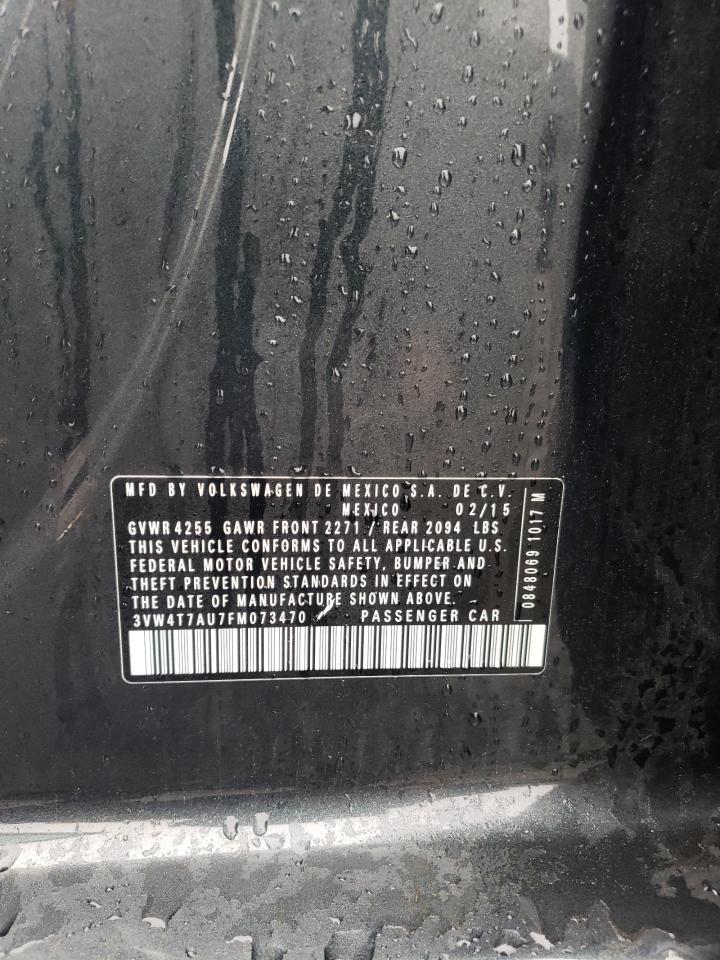 MFD BY VOLKSWAGEN DE MEXICO S.A. DE C.V.
MEXICO 02/15
GVWR 4255 GAWR FRONT 2271 / REAR 2094 LBS
THIS VEHICLE CONFORMS TO ALL APPLICABLE U.S.
FEDERAL MOTOR VEHICLE SAFETY, BUMPER AND
THEFT PREVENTION STANDARDS IN EFFECT ON
THE DATE OF MANUFACTURE SHOWN ABOVE.
3VW4T7AU7FM073470 PASSENGER CAR
0848069 1017 M